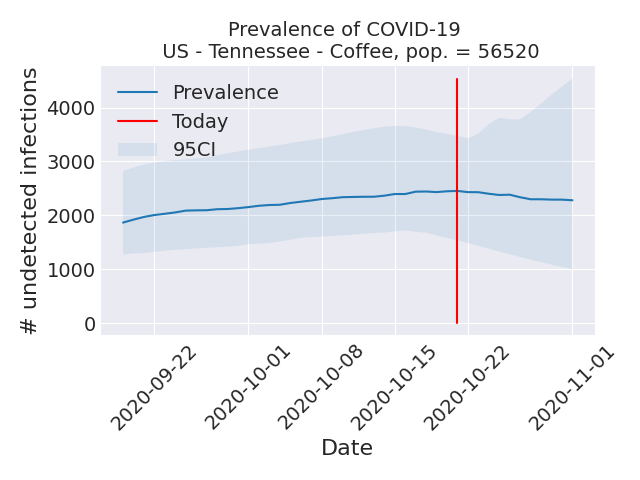 Prevalence of COVID-19
US - Tennessee - Coffee, pop. = 56520
# undetected infections
4000
3000
2000
1000
0
Prevalence
Today
95CI
2020-09-22
2020-10-01
2020-10-08
2020-10-15
2020-10-22
2020-11-01
Date